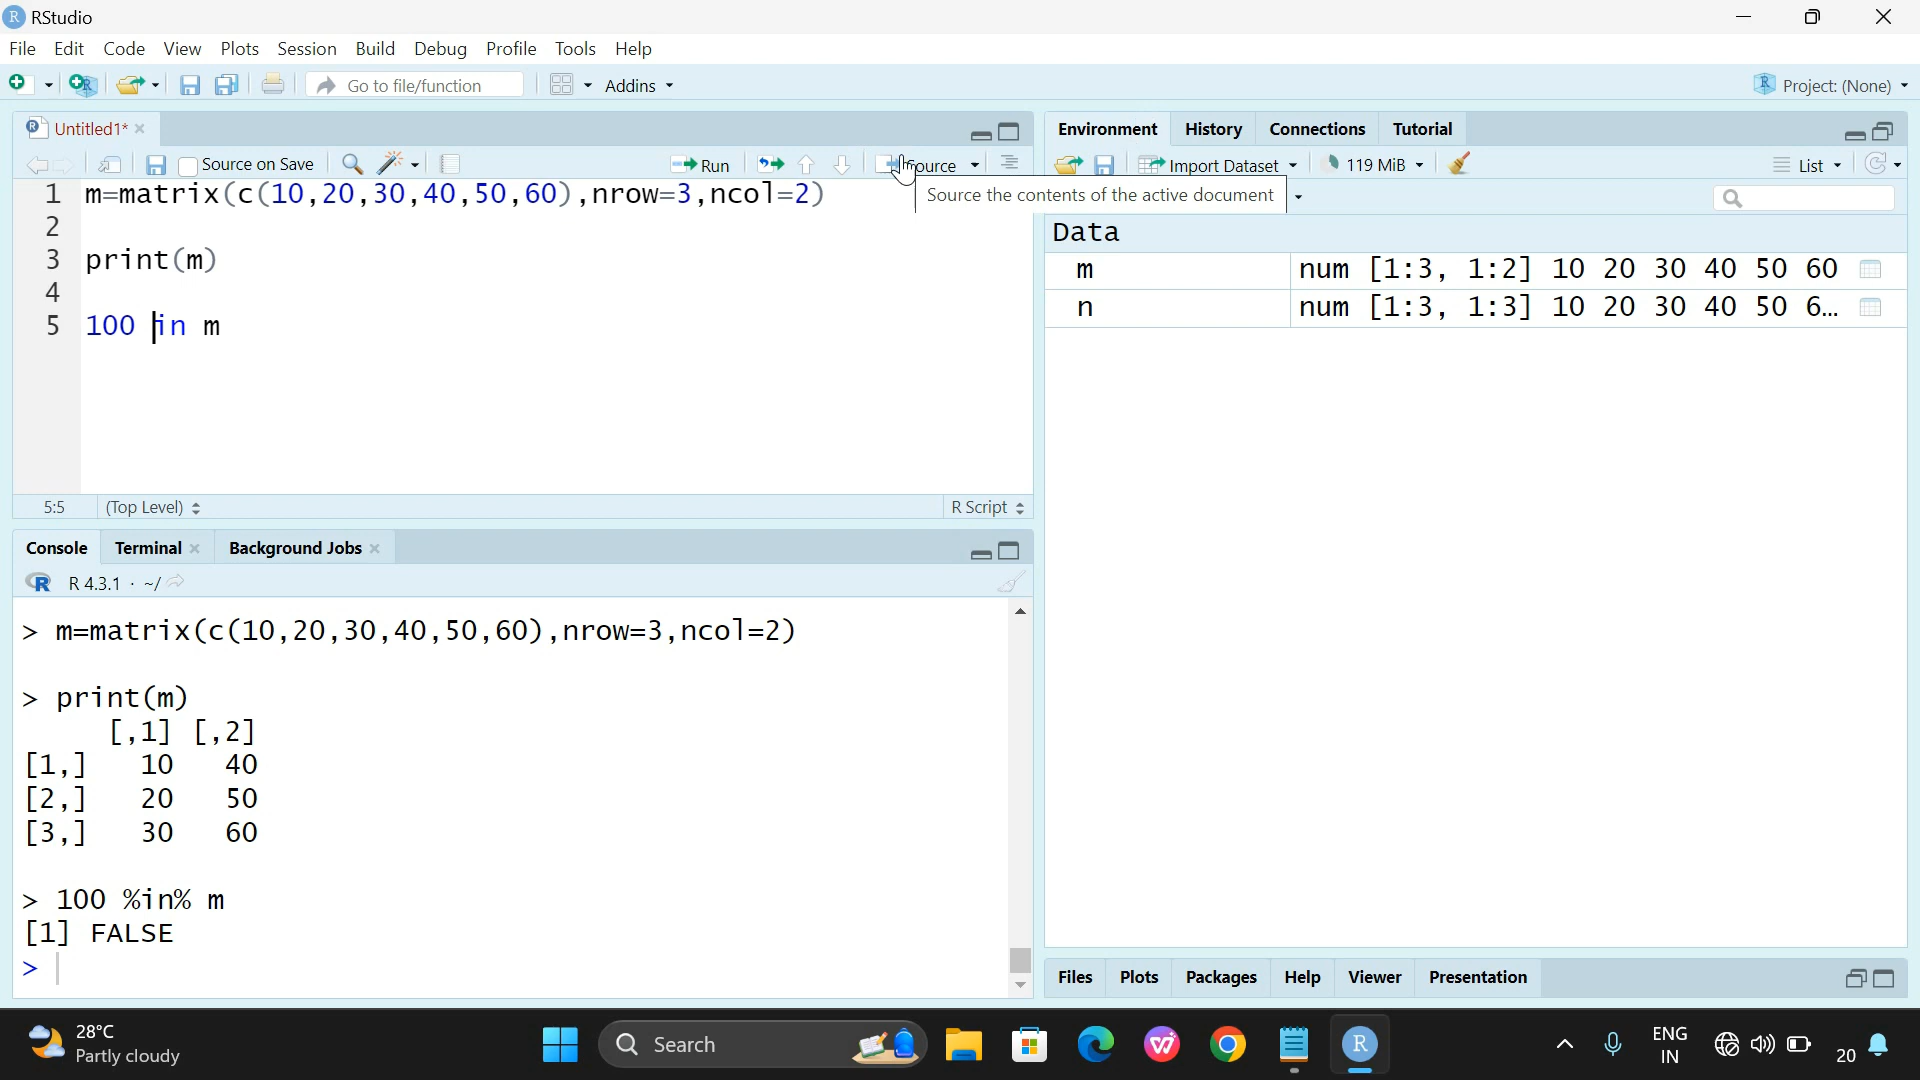 RStudio
File Edit Code View Plots Session Build Debug Profile Tools Help
Go to file/function Addins Project: (None)
Untitled1*
Source on Save Run Source
1 m=matrix(c(10,20,30,40,50,60),nrow=3,ncol=2)
2
3 print(m)
4
5 100 in m
Source the contents of the active document
5:5 (Top Level) R Script
Console Terminal Background Jobs
R R 4.3.1 · ~/
> m=matrix(c(10,20,30,40,50,60),nrow=3,ncol=2)
> print(m)
[,1] [,2]
[1,] 10 40
[2,] 20 50
[3,] 30 60
> 100 %in% m
[1] FALSE
>
Environment History Connections Tutorial
Import Dataset 119 MiB List
Data
m num [1:3, 1:2] 10 20 30 40 50 60
n num [1:3, 1:3] 10 20 30 40 50 6...
Files Plots Packages Help Viewer Presentation
28°C
Partly cloudy
Search
ENG
IN
20